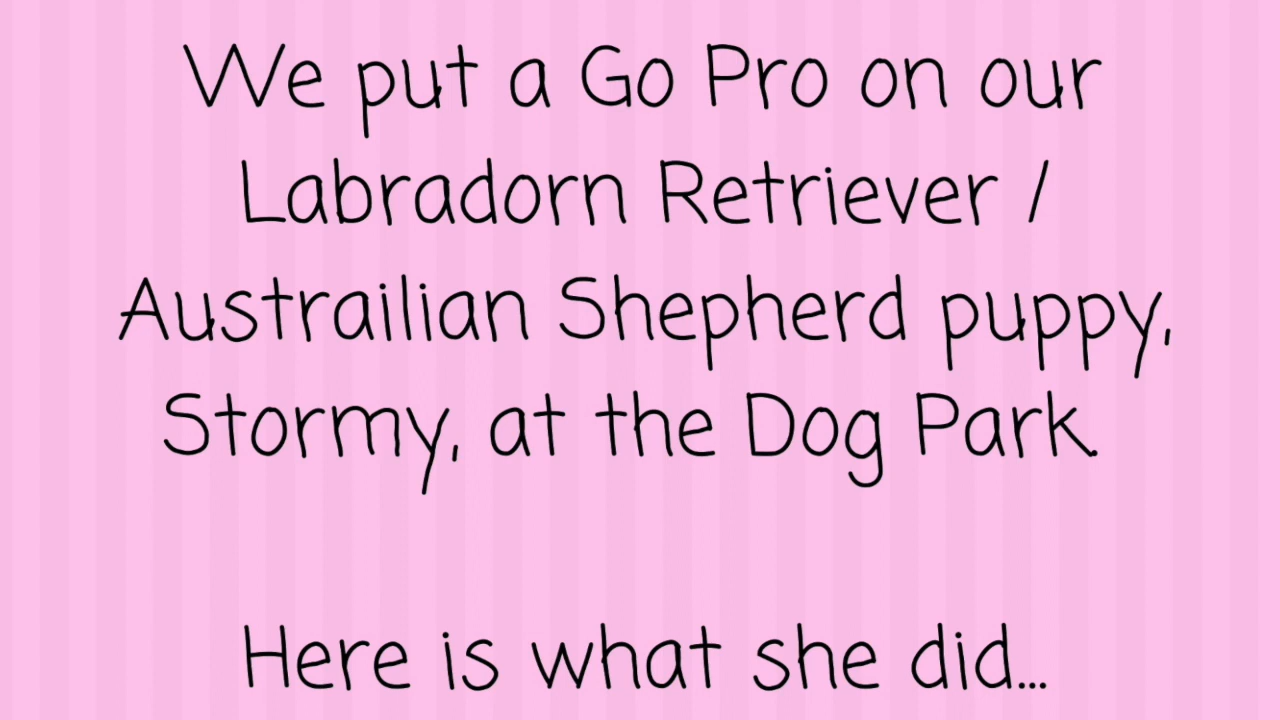 We put a Go Pro on our
Labradorn Retriever /
Austrailian Shepherd puppy,
Stormy, at the Dog Park.
Here is what she did...